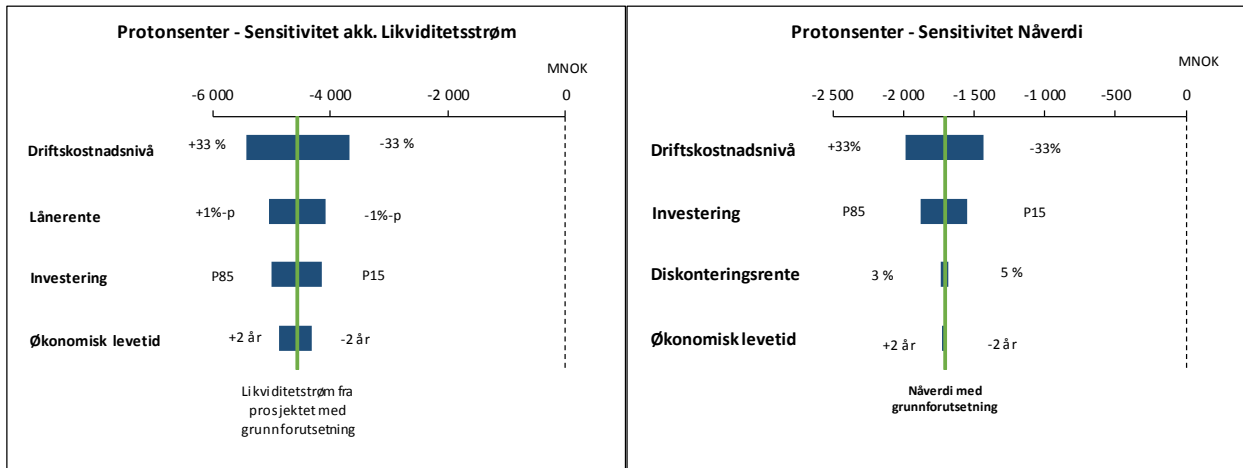 Protonsenter - Sensitivitet akk. Likviditetsstrøm
MNOK
-6 000 -4 000 -2 000 0
Driftskostnadsnivå +33 % -33 %
Lånerente +1%-p -1%-p
Investering P85 P15
Økonomisk levetid +2 år -2 år
Likviditetstrøm fra
prosjektet med
grunnforutsetning
Protonsenter - Sensitivitet Nåverdi
MNOK
-2 500 -2 000 -1 500 -1 000 -500 0
Driftskostnadsnivå +33% -33%
Investering P85 P15
Diskonteringsrente 3 % 5 %
Økonomisk levetid +2 år -2 år
Nåverdi med
grunnforutsetning